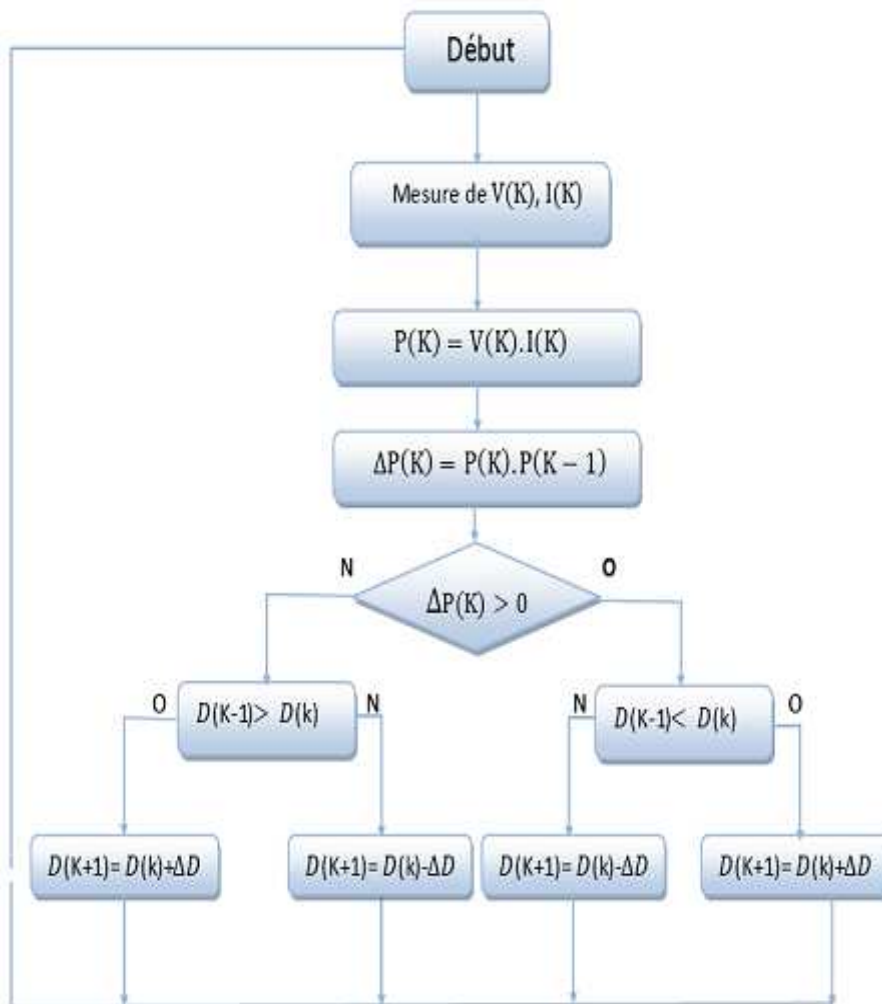 Début
Mesure de V(K), I(K)
P(K) = V(K).I(K)
ΔP(K) = P(K).P(K − 1)
N
O
ΔP(K) > 0
O
D(K-1)> D(k)
N
N
D(K-1)< D(k)
O
D(K+1)= D(k)+ΔD
D(K+1)= D(k)-ΔD
D(K+1)= D(k)-ΔD
D(K+1)= D(k)+ΔD